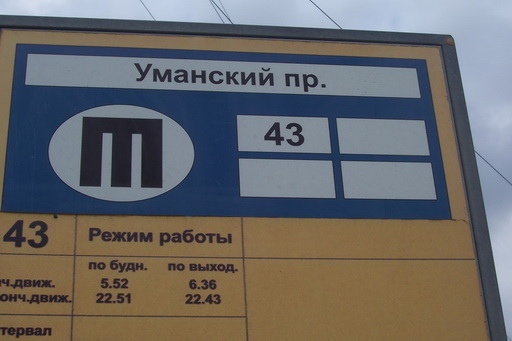 Уманский пр.
Ш 43
43 Режим работы
по будн. по выход.
ч.движ. 5.52 6.36
онч.движ. 22.51 22.43
тервал